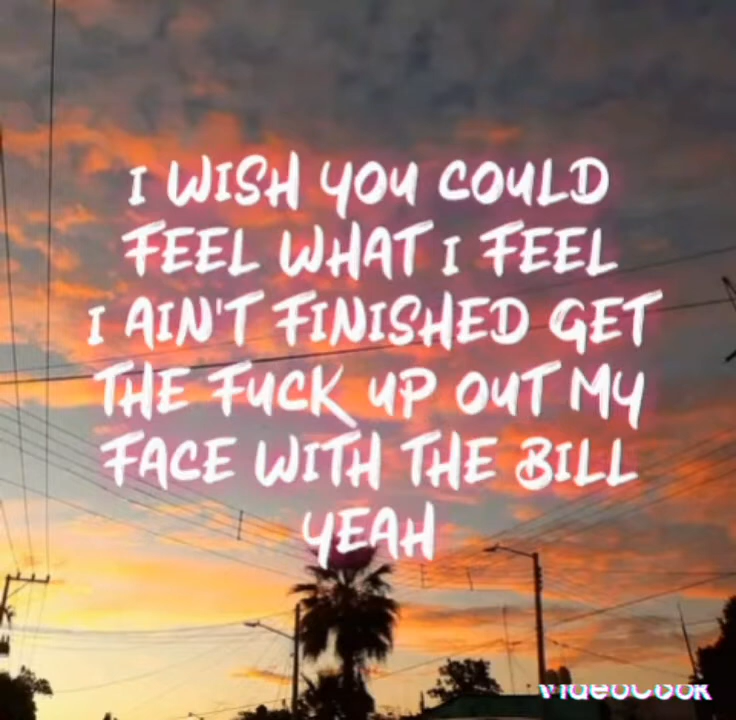 I WISH YOU COULD
FEEL WHAT I FEEL
I AIN'T FINISHED GET
THE FUCK UP OUT MY
FACE WITH THE BILL
YEAH
VideoCook